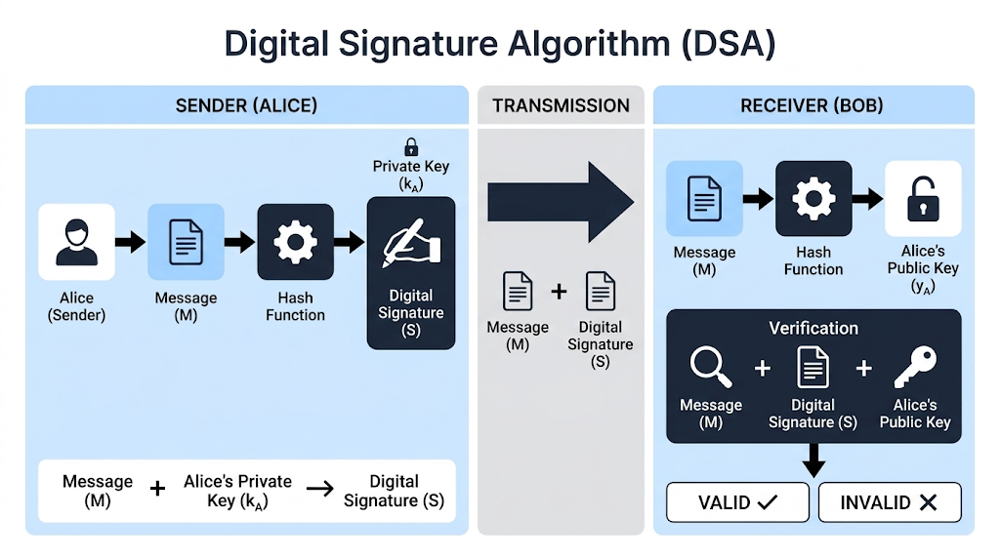 Digital Signature Algorithm (DSA)
SENDER (ALICE)
Private Key
(kA)
Alice
(Sender)
Message
(M)
Hash
Function
Digital
Signature
(S)
Message
(M)
+
Alice's Private
Key (kA)
→
Digital
Signature (S)
TRANSMISSION
Message
(M)
+
Digital
Signature
(S)
RECEIVER (BOB)
Message
(M)
Hash
Function
Alice's
Public Key
(yA)
Verification
Message
(M)
+
Digital
Signature (S)
+
Alice's
Public Key
VALID ✓
INVALID ✕